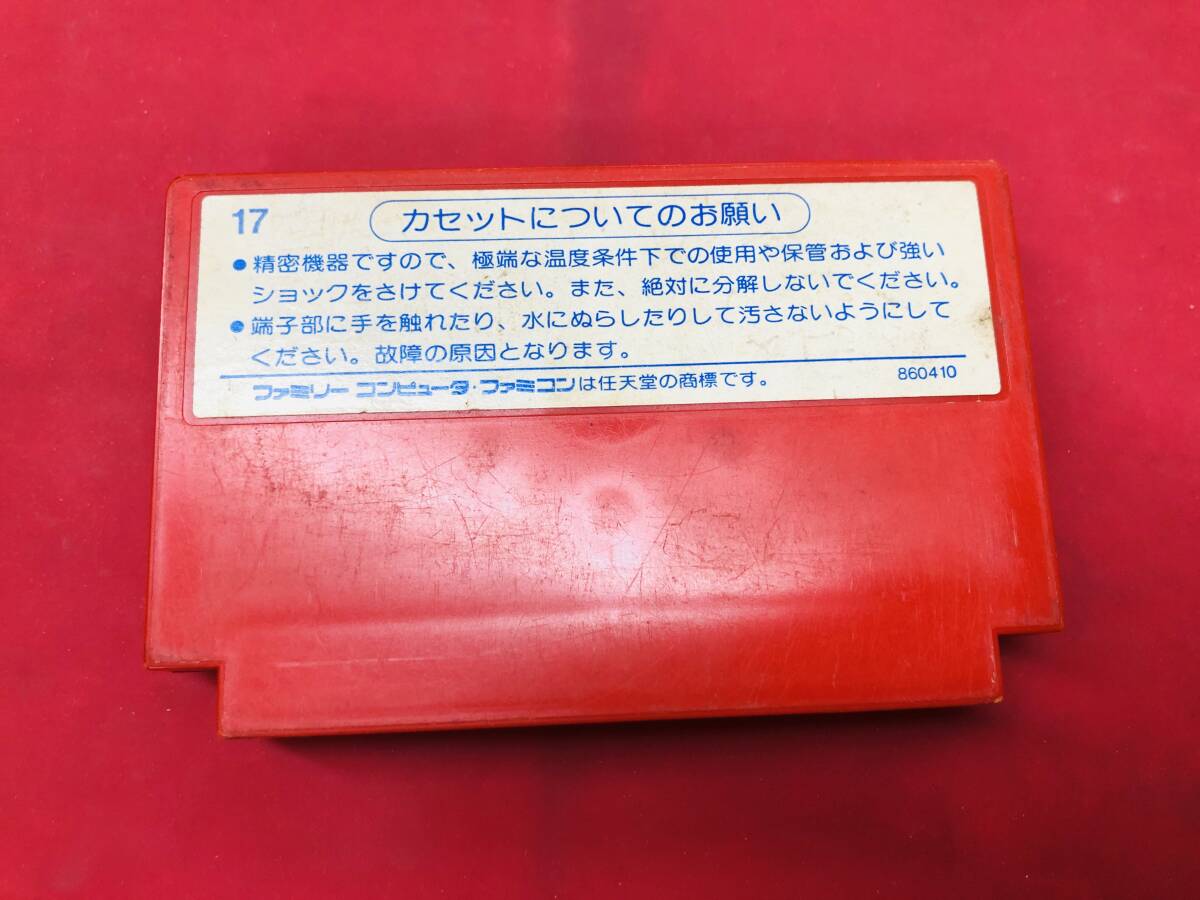 17 カセットについてのお願い
●精密機器ですので、極端な温度条件下での使用や保管および強い
ショックをさけてください。また、絶対に分解しないでください。
●端子部に手を触れたり、水にぬらしたりして汚さないようにして
ください。故障の原因となります。
ファミリー コンピュータ・ファミコンは任天堂の商標です。 860410